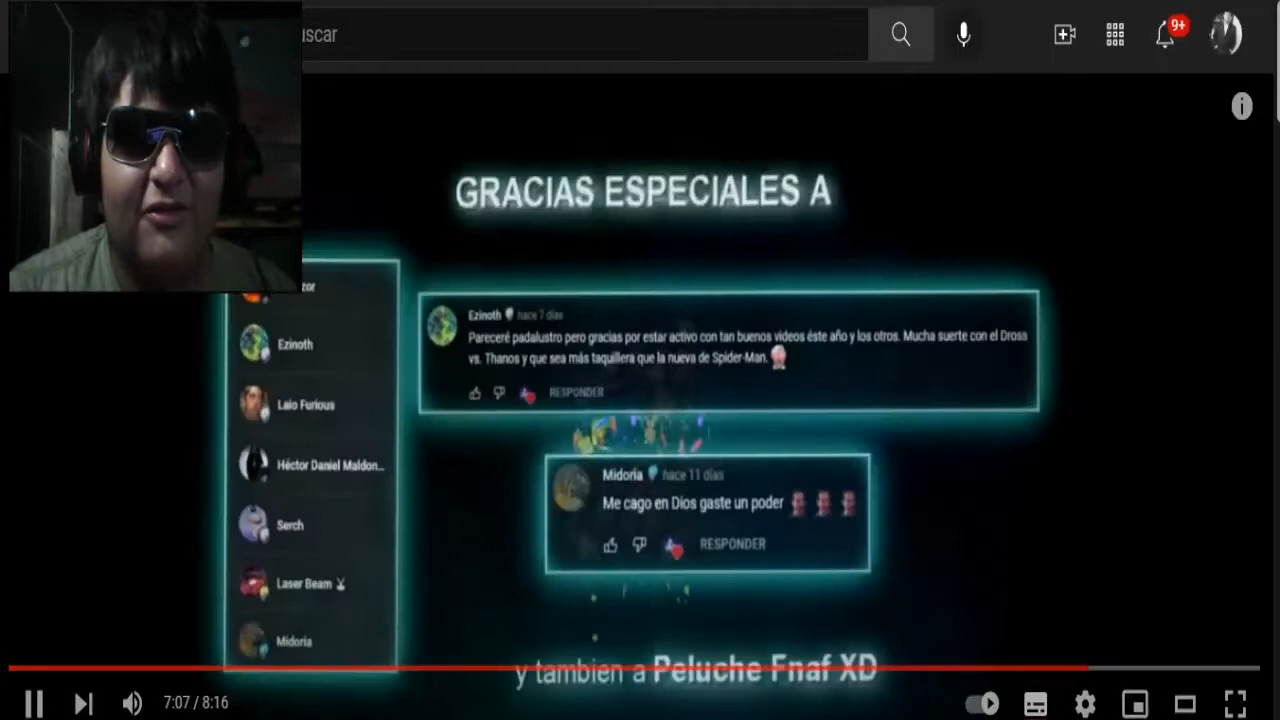 uscar
9+
GRACIAS ESPECIALES A
zor
Ezinoth
Laio Furious
Héctor Daniel Maldon...
Serch
Laser Beam
Midoria
Ezinoth hace 7 días
Pareceré padalustro pero gracias por estar activo con tan buenos videos éste año y los otros. Mucha suerte con el Dross
vs. Thanos y que sea más taquillera que la nueva de Spider-Man.
RESPONDER
Midoria hace 11 días
Me cago en Dios gaste un poder
RESPONDER
y tambien a Peluche Fnaf XD
7:07 / 8:16